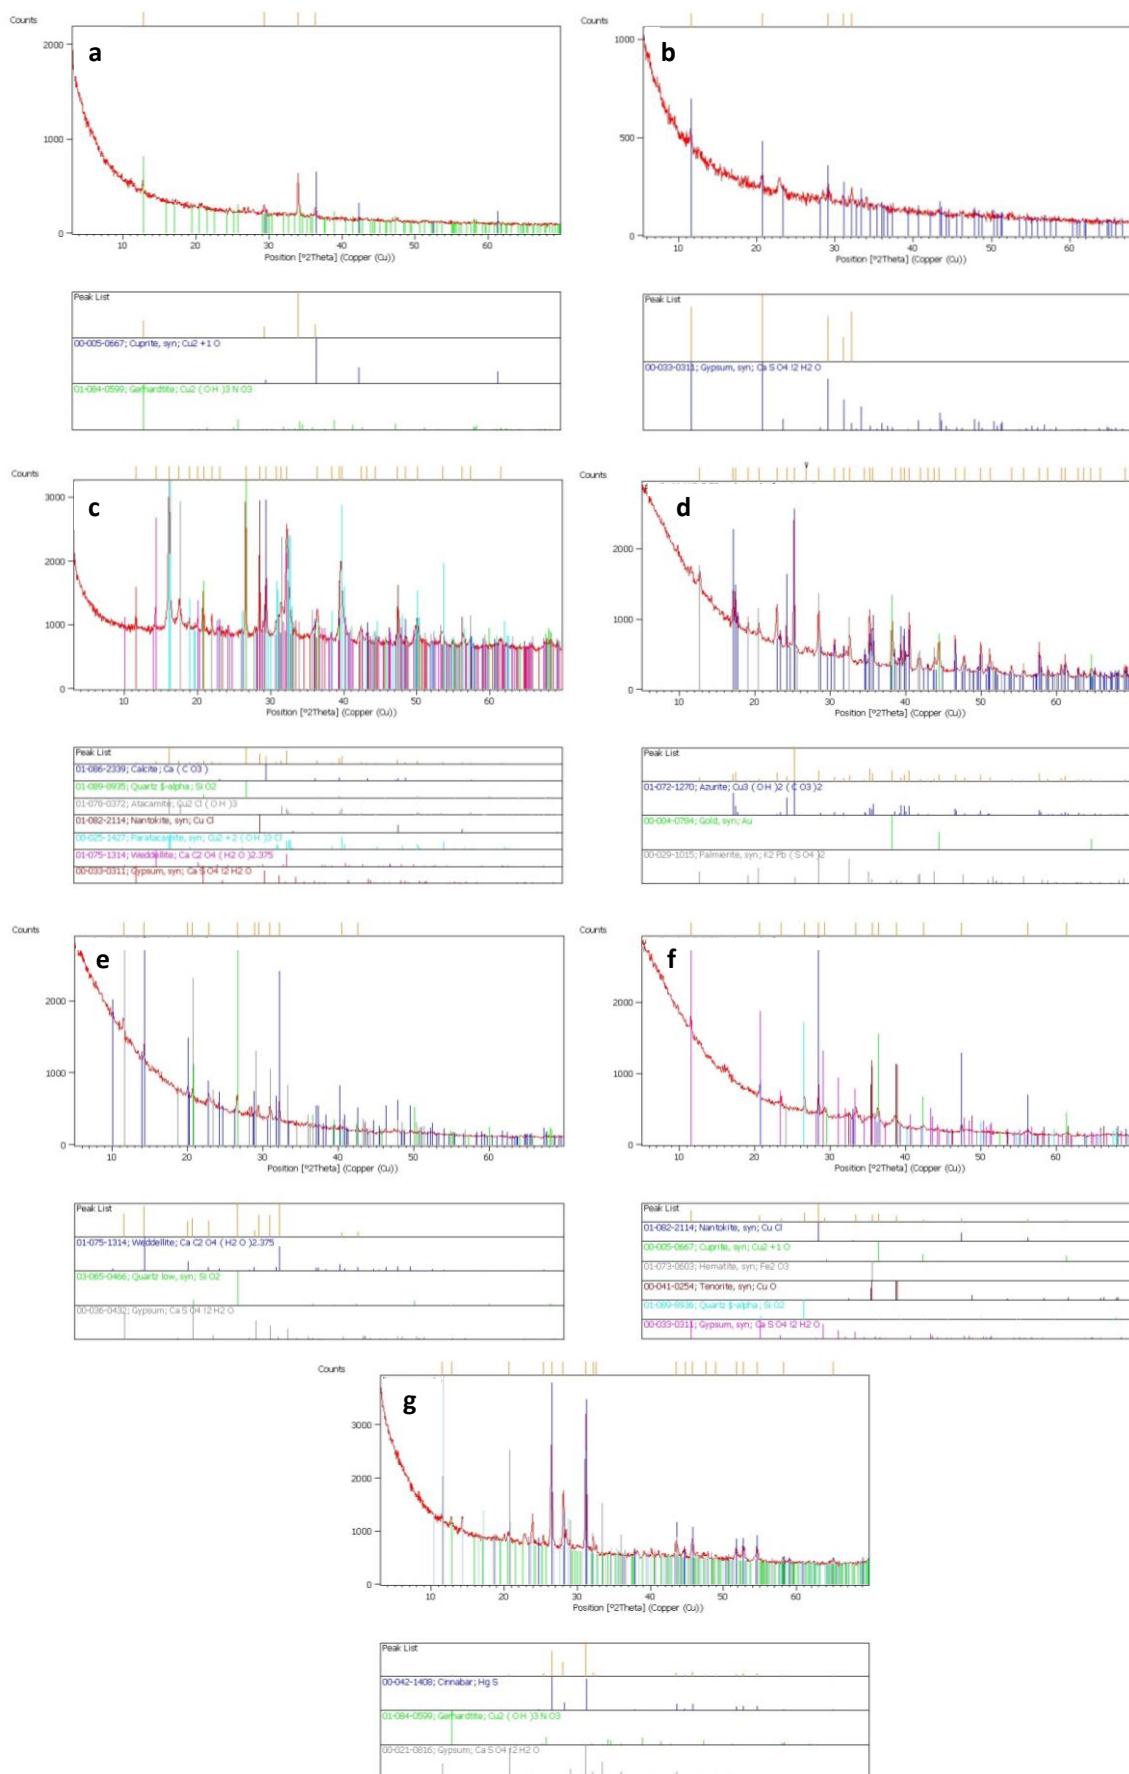 Counts
a
2000
1000
0
10 20 30 40 50 60
Position [°2Theta] (Copper (Cu))
Peak List
00-005-0667; Cuprite, syn; Cu2 +1 O
01-084-0599; Gerhardtite; Cu2 ( OH )3 N O3
Counts
b
1000
500
0
10 20 30 40 50 60
Position [°2Theta] (Copper (Cu))
Peak List
00-033-0311; Gypsum, syn; Ca S O4 !2 H2 O
Counts
c
3000
2000
1000
0
10 20 30 40 50 60
Position [°2Theta] (Copper (Cu))
Peak List
01-086-2339; Calcite; Ca ( C O3 )
01-089-8935; Quartz $-alpha; Si O2
01-078-0372; Atacamite; Cu2 Cl ( O H )3
01-082-2114; Nantokite, syn; Cu Cl
00-025-1427; Paratacamite, syn; Cu2 + 2 ( O H )3 Cl
01-075-1314; Weddellite; Ca C2 O4 ( H2 O )2.375
00-033-0311; Gypsum, syn; Ca S O4 !2 H2 O
Counts
d
2000
1000
0
10 20 30 40 50 60
Position [°2Theta] (Copper (Cu))
Peak List
01-072-1270; Azurite; Cu3 ( O H )2 ( C O3 )2
00-004-0784; Gold, syn; Au
00-029-1015; Palmierite, syn; K2 Pb ( S O4 )2
Counts
e
2000
1000
0
10 20 30 40 50 60
Position [°2Theta] (Copper (Cu))
Peak List
01-075-1314; Weddellite; Ca C2 O4 ( H2 O )2.375
03-065-0466; Quartz low, syn; Si O2
00-036-0432; Gypsum; Ca S O4 !2 H2 O
Counts
f
2000
1000
0
10 20 30 40 50 60
Position [°2Theta] (Copper (Cu))
Peak List
01-082-2114; Nantokite, syn; Cu Cl
00-005-0667; Cuprite, syn; Cu2 +1 O
01-073-0603; Hematite, syn; Fe2 O3
00-041-0254; Tenorite, syn; Cu O
01-089-8936; Quartz $-alpha; Si O2
00-033-0311; Gypsum, syn; Ca S O4 !2 H2 O
Counts
g
3000
2000
1000
0
10 20 30 40 50 60
Position [°2Theta] (Copper (Cu))
Peak List
00-042-1408; Cinnabar; Hg S
01-084-0599; Gerhardtite; Cu2 ( O H )3 N O3
00-021-0816; Gypsum; Ca S O4 !2 H2 O